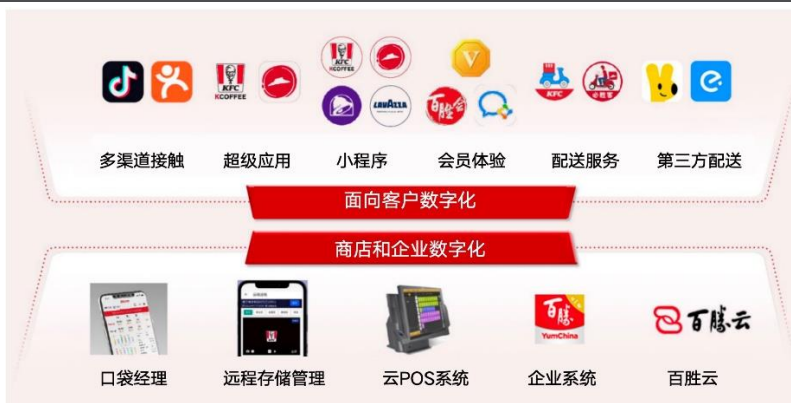 KFC
KCOFFEE
KFC
KCOFFEE
LAVAZZA
V
百胜会
KFC
多渠道接触
超级应用
小程序
会员体验
配送服务
第三方配送
面向客户数字化
商店和企业数字化
百勝
YumChina
百胜云
口袋经理
远程存储管理
云POS系统
企业系统
百胜云